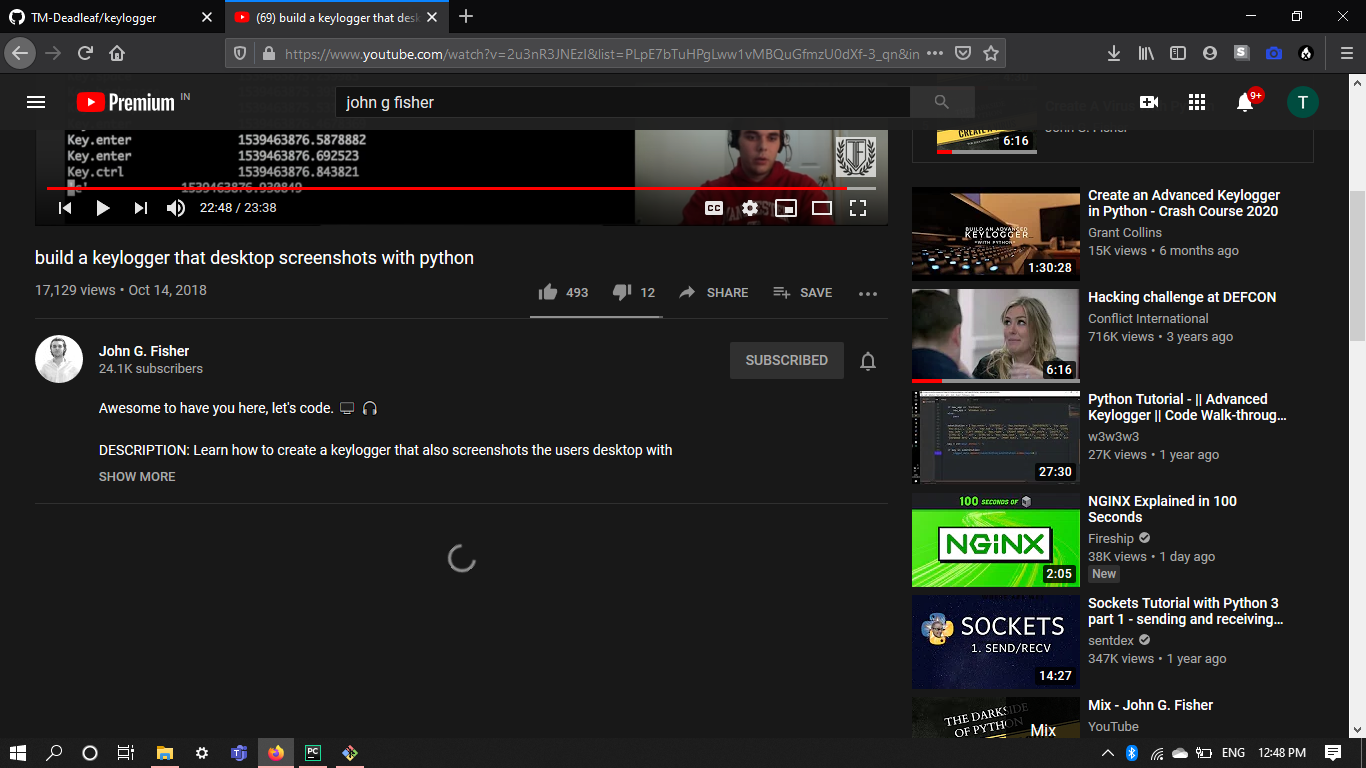 TM-Deadleaf/keylogger
(69) build a keylogger that desk
https://www.youtube.com/watch?v=2u3nR3JNEzI&list=PLpE7bTuHPgLww1vMBQuGfmzU0dXf-3_qn&in
Premium IN
john g fisher
9+
T
Key.enter 1539463876.5878882
Key.enter 1539463876.692523
Key.ctrl 1539463876.843821
1539463876.930849
22:48 / 23:38
CC
build a keylogger that desktop screenshots with python
17,129 views • Oct 14, 2018
493
12
SHARE
SAVE
John G. Fisher
24.1K subscribers
SUBSCRIBED
Awesome to have you here, let's code.
DESCRIPTION: Learn how to create a keylogger that also screenshots the users desktop with
SHOW MORE
John G. Fisher
6:16
BUILD AN ADVANCED
KEYLOGGER
"WITH PYTHON"
1:30:28
Create an Advanced Keylogger
in Python - Crash Course 2020
Grant Collins
15K views • 6 months ago
6:16
Hacking challenge at DEFCON
Conflict International
716K views • 3 years ago
27:30
Python Tutorial - || Advanced
Keylogger || Code Walk-throug...
w3w3w3
27K views • 1 year ago
100 SECONDS OF
NGINX
2:05
NGINX Explained in 100
Seconds
Fireship
38K views • 1 day ago
New
SOCKETS
1. SEND/RECV
14:27
Sockets Tutorial with Python 3
part 1 - sending and receiving...
sentdex
347K views • 1 year ago
THE DARKSIDE
OF PYTHON
Mix
Mix - John G. Fisher
YouTube
ENG
12:48 PM